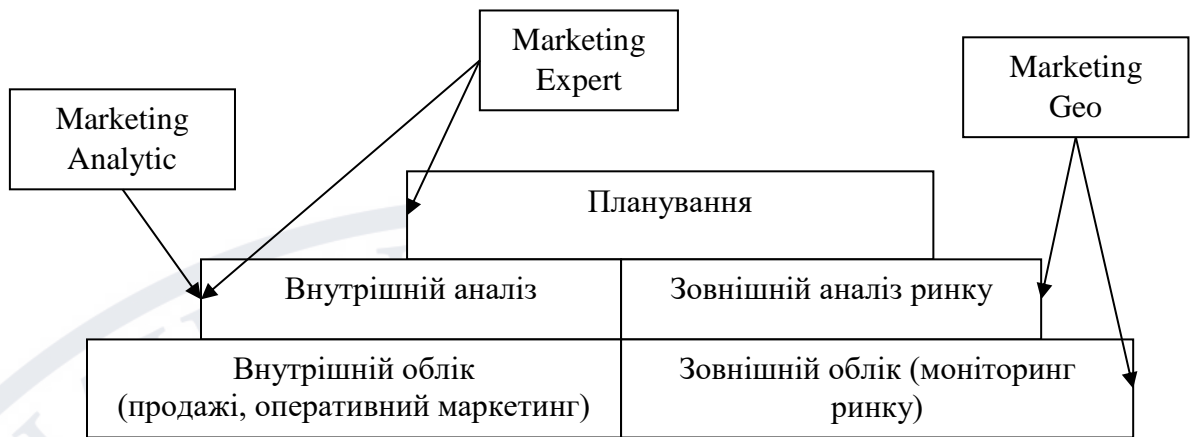 Marketing
Expert
Marketing
Geo
Marketing
Analytic
Планування
Внутрішній аналіз
Зовнішній аналіз ринку
Внутрішній облік
(продажі, оперативний маркетинг)
Зовнішній облік (моніторинг
ринку)